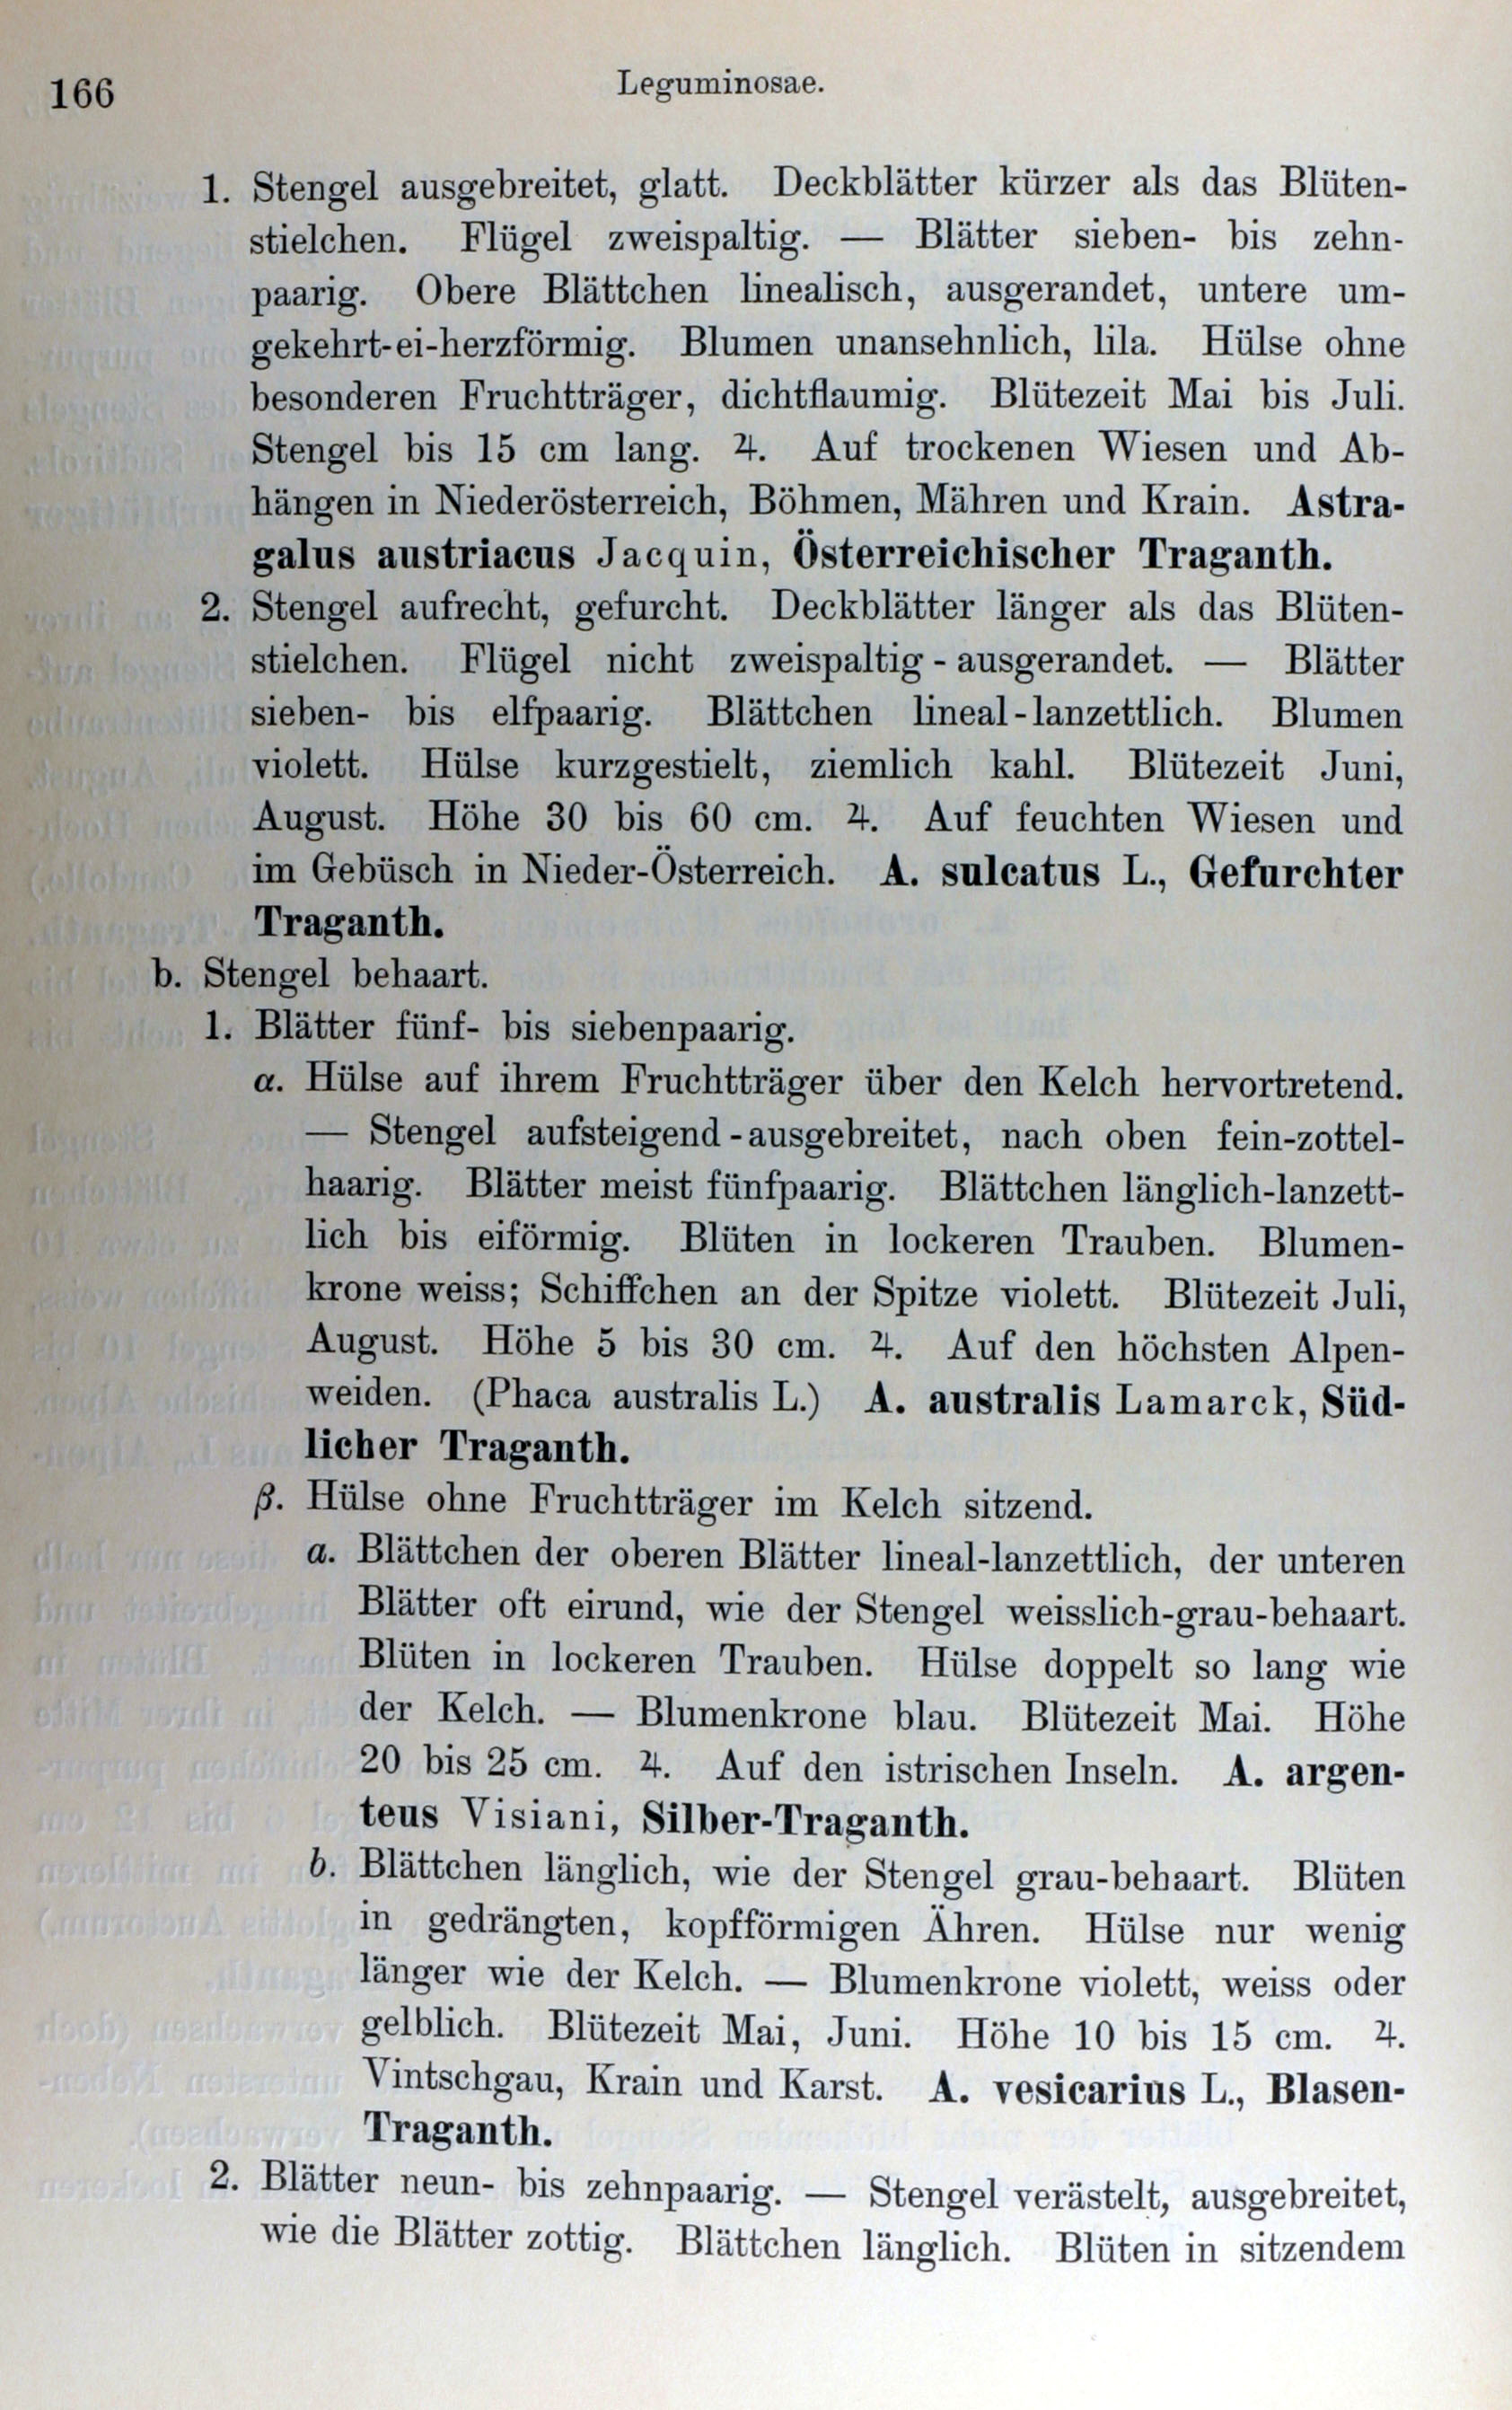 166
Leguminosae.
1. Stengel ausgebreitet, glatt. Deckblätter kürzer als das Blüten-
stielchen. Flügel zweispaltig. — Blätter sieben- bis zehn-
paarig. Obere Blättchen linealisch, ausgerandet, untere um-
gekehrt-ei-herzförmig. Blumen unansehnlich, lila. Hülse ohne
besonderen Fruchtträger, dichtflaumig. Blütezeit Mai bis Juli.
Stengel bis 15 cm lang. ♃. Auf trockenen Wiesen und Ab-
hängen in Niederösterreich, Böhmen, Mähren und Krain. Astra-
galus austriacus Jacquin, Österreichischer Traganth.
2. Stengel aufrecht, gefurcht. Deckblätter länger als das Blüten-
stielchen. Flügel nicht zweispaltig-ausgerandet. — Blätter
sieben- bis elfpaarig. Blättchen lineal-lanzettlich. Blumen
violett. Hülse kurzgestielt, ziemlich kahl. Blütezeit Juni,
August. Höhe 30 bis 60 cm. ♃. Auf feuchten Wiesen und
im Gebüsch in Nieder-Österreich. A. sulcatus L., Gefurchter
Traganth.
b. Stengel behaart.
1. Blätter fünf- bis siebenpaarig.
α. Hülse auf ihrem Fruchtträger über den Kelch hervortretend.
— Stengel aufsteigend-ausgebreitet, nach oben fein-zottel-
haarig. Blätter meist fünfpaarig. Blättchen länglich-lanzett-
lich bis eiförmig. Blüten in lockeren Trauben. Blumen-
krone weiss; Schiffchen an der Spitze violett. Blütezeit Juli,
August. Höhe 5 bis 30 cm. ♃. Auf den höchsten Alpen-
weiden. (Phaca australis L.) A. australis Lamarck, Süd-
licher Traganth.
β. Hülse ohne Fruchtträger im Kelch sitzend.
a. Blättchen der oberen Blätter lineal-lanzettlich, der unteren
Blätter oft eirund, wie der Stengel weisslich-grau-behaart.
Blüten in lockeren Trauben. Hülse doppelt so lang wie
der Kelch. — Blumenkrone blau. Blütezeit Mai. Höhe
20 bis 25 cm. ♃. Auf den istrischen Inseln. A. argen-
teus Visiani, Silber-Traganth.
b. Blättchen länglich, wie der Stengel grau-behaart. Blüten
in gedrängten, kopfförmigen Ähren. Hülse nur wenig
länger wie der Kelch. — Blumenkrone violett, weiss oder
gelblich. Blütezeit Mai, Juni. Höhe 10 bis 15 cm. ♃.
Vintschgau, Krain und Karst. A. vesicarius L., Blasen-
Traganth.
2. Blätter neun- bis zehnpaarig. — Stengel verästelt, ausgebreitet,
wie die Blätter zottig. Blättchen länglich. Blüten in sitzendem